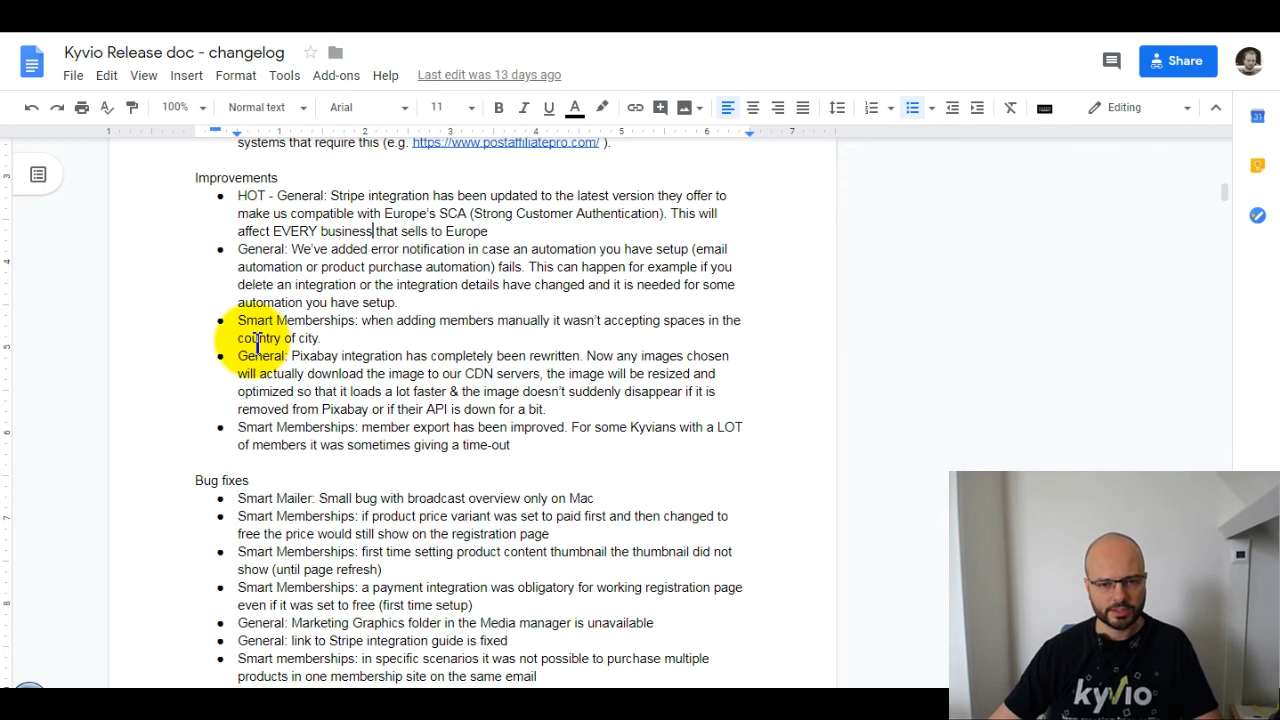 Kyvio Release doc - changelog
File Edit View Insert Format Tools Add-ons Help Last edit was 13 days ago
Share
100% Normal text Arial 11 B I U A Editing
1 1 2 3 4 5 6 7
systems that require this (e.g. https://www.postaffiliatepro.com/ ).
Improvements
● HOT - General: Stripe integration has been updated to the latest version they offer to
make us compatible with Europe's SCA (Strong Customer Authentication). This will
affect EVERY business that sells to Europe
● General: We've added error notification in case an automation you have setup (email
automation or product purchase automation) fails. This can happen for example if you
delete an integration or the integration details have changed and it is needed for some
automation you have setup.
● Smart Memberships: when adding members manually it wasn't accepting spaces in the
country of city.
● General: Pixabay integration has completely been rewritten. Now any images chosen
will actually download the image to our CDN servers, the image will be resized and
optimized so that it loads a lot faster & the image doesn't suddenly disappear if it is
removed from Pixabay or if their API is down for a bit.
● Smart Memberships: member export has been improved. For some Kyvians with a LOT
of members it was sometimes giving a time-out
Bug fixes
● Smart Mailer: Small bug with broadcast overview only on Mac
● Smart Memberships: if product price variant was set to paid first and then changed to
free the price would still show on the registration page
● Smart Memberships: first time setting product content thumbnail the thumbnail did not
show (until page refresh)
● Smart Memberships: a payment integration was obligatory for working registration page
even if it was set to free (first time setup)
● General: Marketing Graphics folder in the Media manager is unavailable
● General: link to Stripe integration guide is fixed
● Smart memberships: in specific scenarios it was not possible to purchase multiple
products in one membership site on the same email
3
4
5
6
7
8
31
kyvio